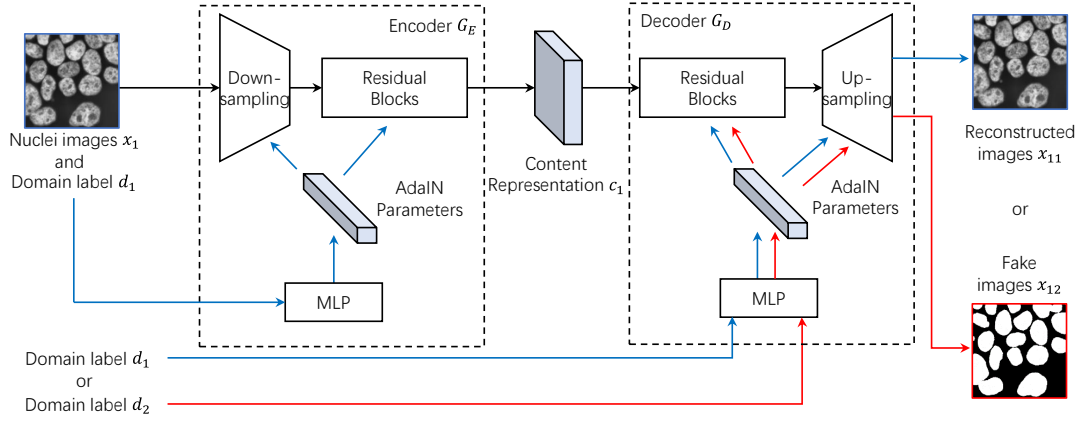 Encoder G_E
Down-
sampling
Residual
Blocks
Nuclei images x_1
and
Domain label d_1
AdaIN
Parameters
MLP
Content
Representation c_1
Decoder G_D
Residual
Blocks
Up-
sampling
AdaIN
Parameters
MLP
Reconstructed
images x_11
or
Fake
images x_12
Domain label d_1
or
Domain label d_2